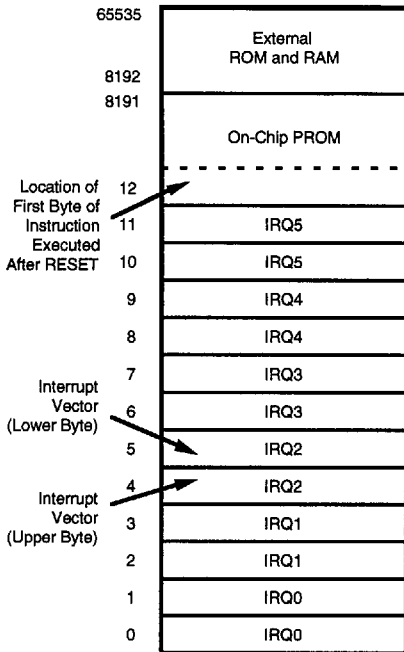 65535
External
ROM and RAM
8192
8191
On-Chip PROM
Location of
First Byte of
Instruction
Executed
After RESET
12
11 IRQ5
10 IRQ5
9 IRQ4
8 IRQ4
7 IRQ3
Interrupt
Vector
(Lower Byte)
6 IRQ3
5 IRQ2
Interrupt
Vector
(Upper Byte)
4 IRQ2
3 IRQ1
2 IRQ1
1 IRQ0
0 IRQ0